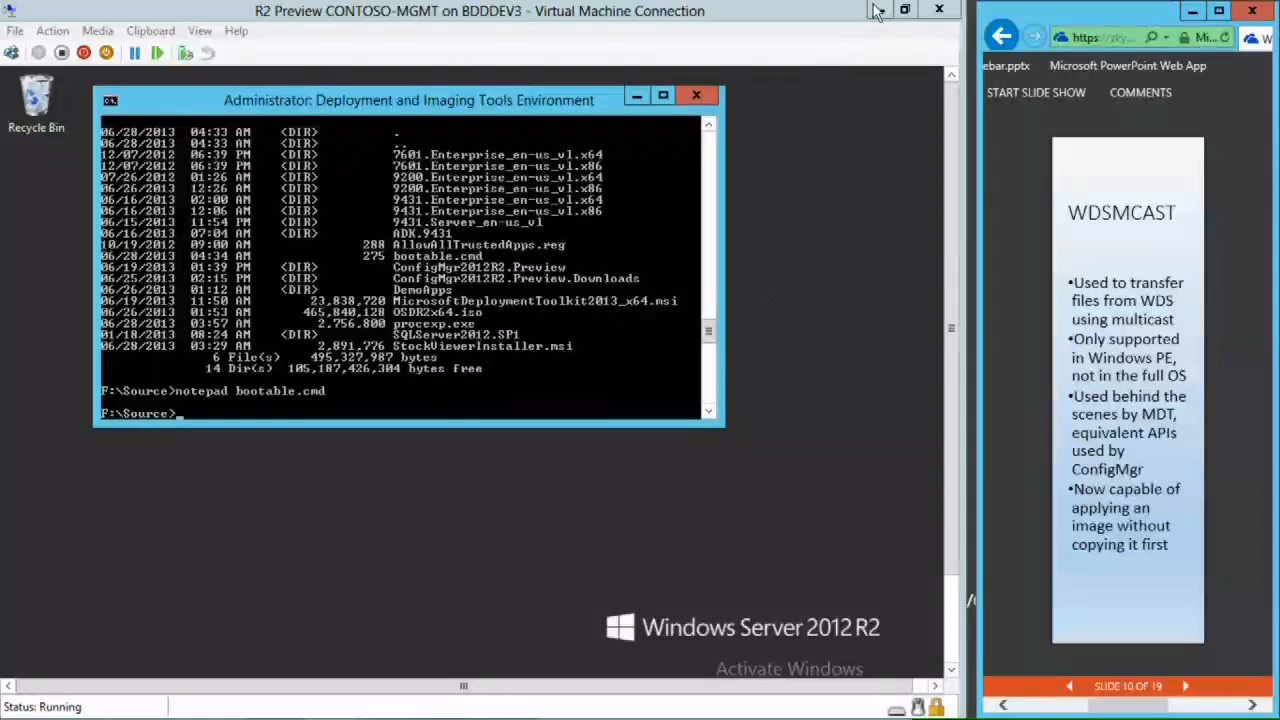 R2 Preview CONTOSO-MGMT on BDDDEV3 - Virtual Machine Connection
File Action Media Clipboard View Help
Recycle Bin
Administrator: Deployment and Imaging Tools Environment
06/28/2013 04:33 AM <DIR> .
06/28/2013 04:33 AM <DIR> ..
12/07/2012 06:39 PM <DIR> 7601.Enterprise_en-us_vl.x64
12/07/2012 06:39 PM <DIR> 7601.Enterprise_en-us_vl.x86
07/26/2012 01:26 AM <DIR> 9200.Enterprise_en-us_vl.x64
06/26/2013 12:26 AM <DIR> 9200.Enterprise_en-us_vl.x86
06/16/2013 02:00 AM <DIR> 9431.Enterprise_en-us_vl.x64
06/16/2013 12:06 AM <DIR> 9431.Enterprise_en-us_vl.x86
06/15/2013 11:54 PM <DIR> 9431.Server_en-us_vl
06/16/2013 07:04 AM <DIR> ADK.9431
10/19/2012 09:00 AM 288 AllowAllTrustedApps.reg
06/28/2013 04:34 AM 275 bootable.cmd
06/19/2013 01:39 PM <DIR> ConfigMgr2012R2.Preview
06/25/2013 02:15 PM <DIR> ConfigMgr2012R2.Preview.Downloads
06/26/2013 01:12 AM <DIR> DemoApps
06/19/2013 11:50 AM 23,838,720 MicrosoftDeploymentToolkit2013_x64.msi
06/26/2013 01:53 AM 465,840,128 OSDR2x64.iso
06/28/2013 03:57 AM 2,756,800 procexp.exe
01/18/2013 08:24 AM <DIR> SQLServer2012.SP1
06/28/2013 03:29 AM 2,891,776 StockViewerInstaller.msi
6 File(s) 495,327,987 bytes
14 Dir(s) 105,187,426,304 bytes free
F:\Source>notepad bootable.cmd
F:\Source>_
Windows Server 2012 R2
Activate Windows
Status: Running
https://sky... Mi...
ebar.pptx Microsoft PowerPoint Web App
START SLIDE SHOW COMMENTS
WDSMCAST
•Used to transfer
files from WDS
using multicast
•Only supported
in Windows PE,
not in the full OS
•Used behind the
scenes by MDT,
equivalent APIs
used by
ConfigMgr
•Now capable of
applying an
image without
copying it first
SLIDE 10 OF 19